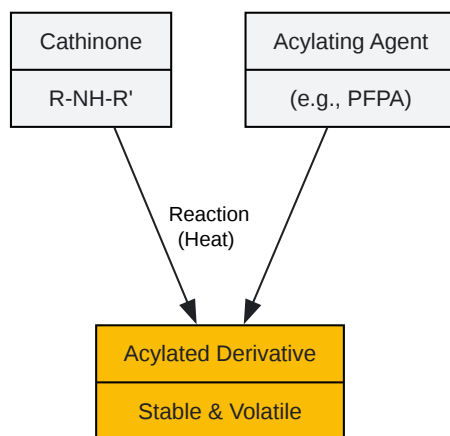 Cathinone
R-NH-R'
Acylating Agent
(e.g., PFPA)
Reaction
(Heat)
Acylated Derivative
Stable & Volatile